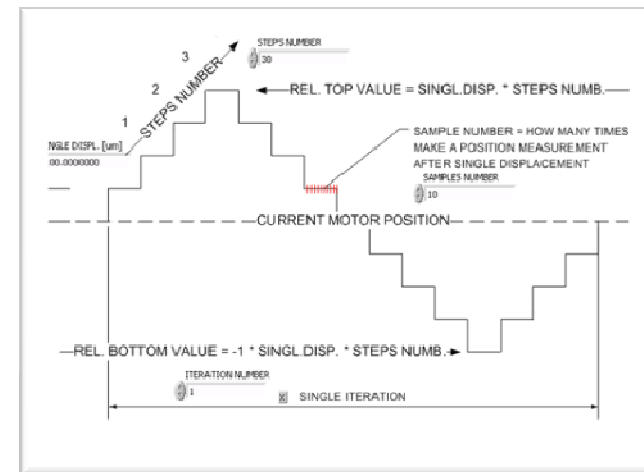 STEPS NUMBER
30
3
2
1
STEPS NUMBER
REL. TOP VALUE = SINGL.DISP. * STEPS NUMB.
NGLE DISPL. [um]
00.0000000
SAMPLE NUMBER = HOW MANY TIMES
MAKE A POSITION MEASUREMENT
AFTER SINGLE DISPLACEMENT
SAMPLES NUMBER
10
CURRENT MOTOR POSITION
REL. BOTTOM VALUE = -1 * SINGL.DISP. * STEPS NUMB.
ITERATION NUMBER
1
SINGLE ITERATION